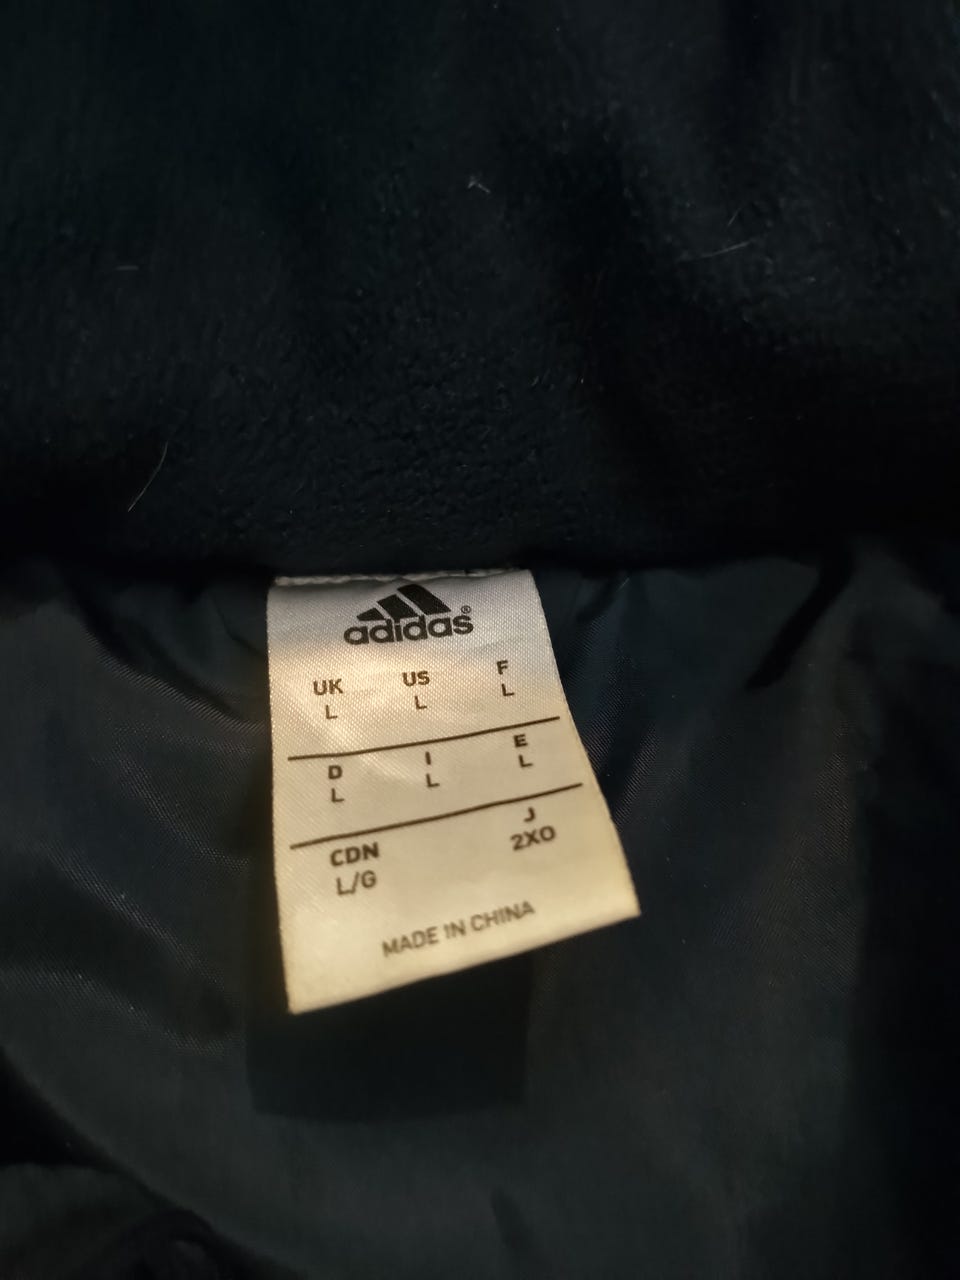 adidas®
UK US F
L L L
D I E
L L L
CDN J
L/G 2XO
MADE IN CHINA